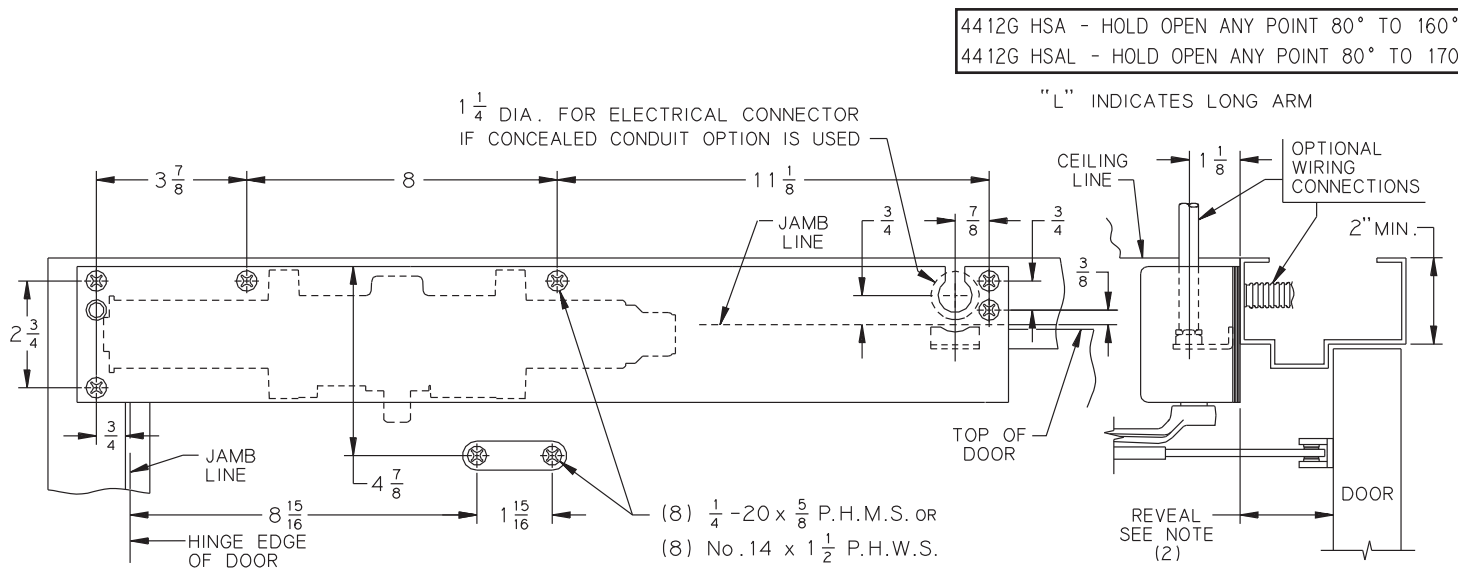 4412G HSA - HOLD OPEN ANY POINT 80° TO 160°
4412G HSAL - HOLD OPEN ANY POINT 80° TO 170
"L" INDICATES LONG ARM
1 1/4 DIA. FOR ELECTRICAL CONNECTOR
IF CONCEALED CONDUIT OPTION IS USED
CEILING
LINE
1 1/8
OPTIONAL
WIRING
CONNECTIONS
3 7/8
8
11 1/8
JAMB
LINE
3/4
7/8
3/4
3/8
2" MIN.
2 3/4
3/4
JAMB
LINE
4 7/8
TOP OF
DOOR
8 15/16
1 15/16
HINGE EDGE
OF DOOR
(8) 1/4 -20 x 5/8 P.H.M.S. OR
(8) No.14 x 1 1/2 P.H.W.S.
REVEAL
SEE NOTE
(2)
DOOR